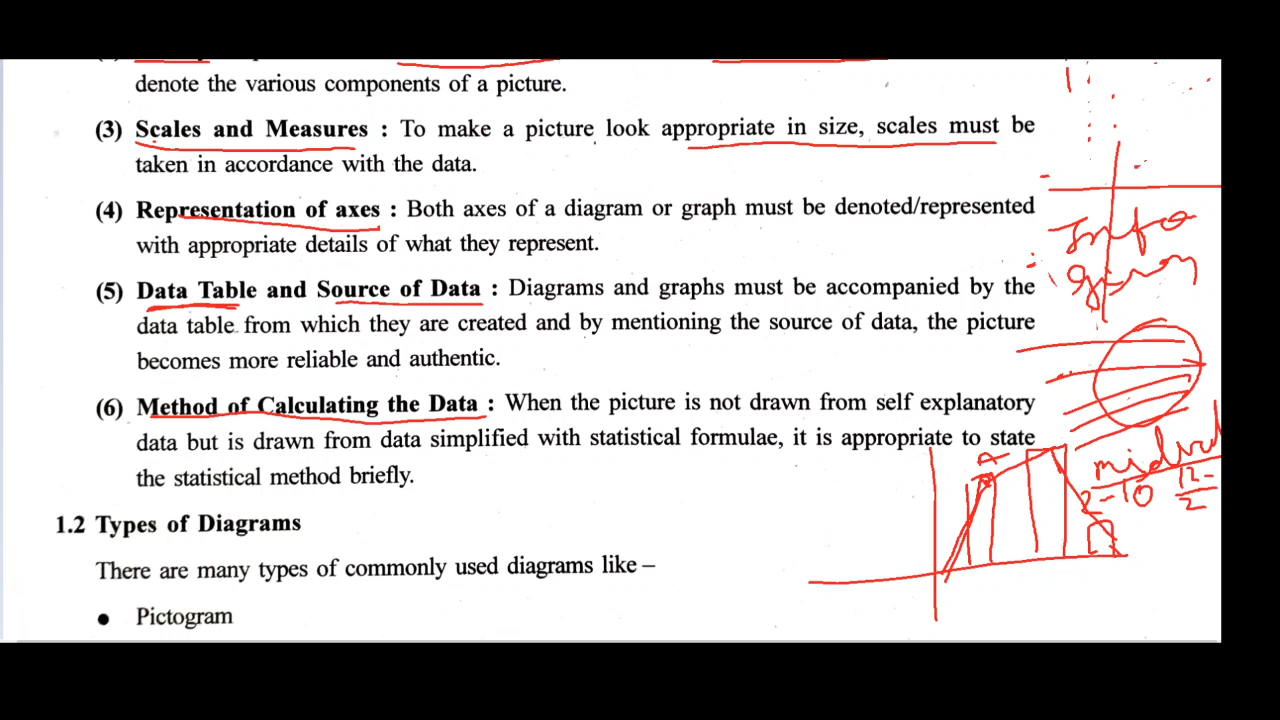 denote the various components of a picture.
(3) Scales and Measures : To make a picture look appropriate in size, scales must be
taken in accordance with the data.
(4) Representation of axes : Both axes of a diagram or graph must be denoted/represented
with appropriate details of what they represent.
Info
(5) Data Table and Source of Data : Diagrams and graphs must be accompanied by the
data table from which they are created and by mentioning the source of data, the picture
becomes more reliable and authentic.
(6) Method of Calculating the Data : When the picture is not drawn from self explanatory
data but is drawn from data simplified with statistical formulae, it is appropriate to state
the statistical method briefly.
A
2-10
1.2 Types of Diagrams
There are many types of commonly used diagrams like –
● Pictogram